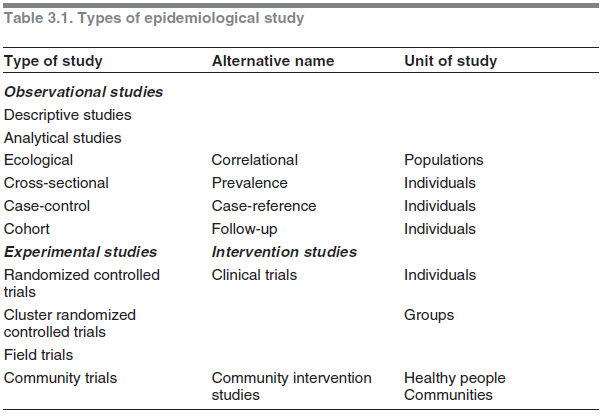 Table 3.1. Types of epidemiological study
Type of study Alternative name Unit of study
Observational studies
Descriptive studies
Analytical studies
Ecological Correlational Populations
Cross-sectional Prevalence Individuals
Case-control Case-reference Individuals
Cohort Follow-up Individuals
Experimental studies Intervention studies
Randomized controlled Clinical trials Individuals
trials
Cluster randomized Groups
controlled trials
Field trials
Community trials Community intervention Healthy people
studies Communities